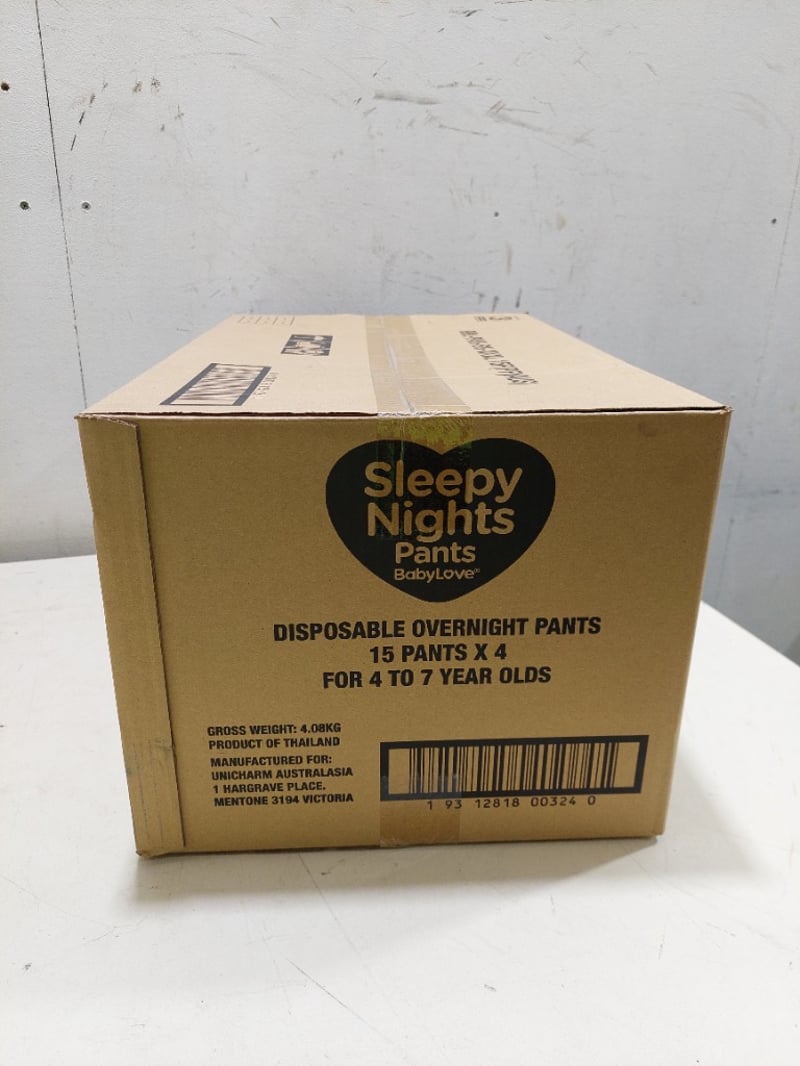 Sleepy
Nights
Pants
BabyLove™
DISPOSABLE OVERNIGHT PANTS
15 PANTS X 4
FOR 4 TO 7 YEAR OLDS
GROSS WEIGHT: 4.08KG
PRODUCT OF THAILAND
MANUFACTURED FOR:
UNICHARM AUSTRALASIA
1 HARGRAVE PLACE,
MENTONE 3194 VICTORIA
1 93 12818 00324 0